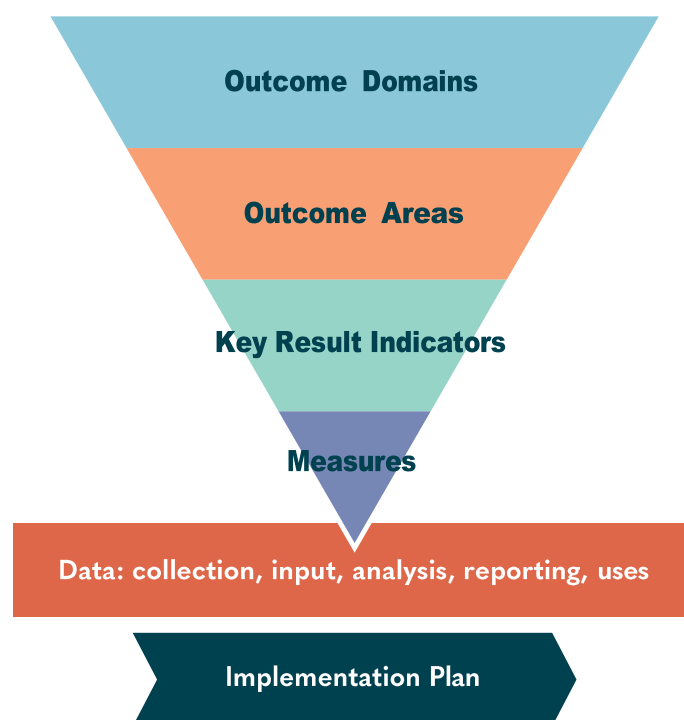 Outcome Domains
Outcome Areas
Key Result Indicators
Measures
Data: collection, input, analysis, reporting, uses
Implementation Plan